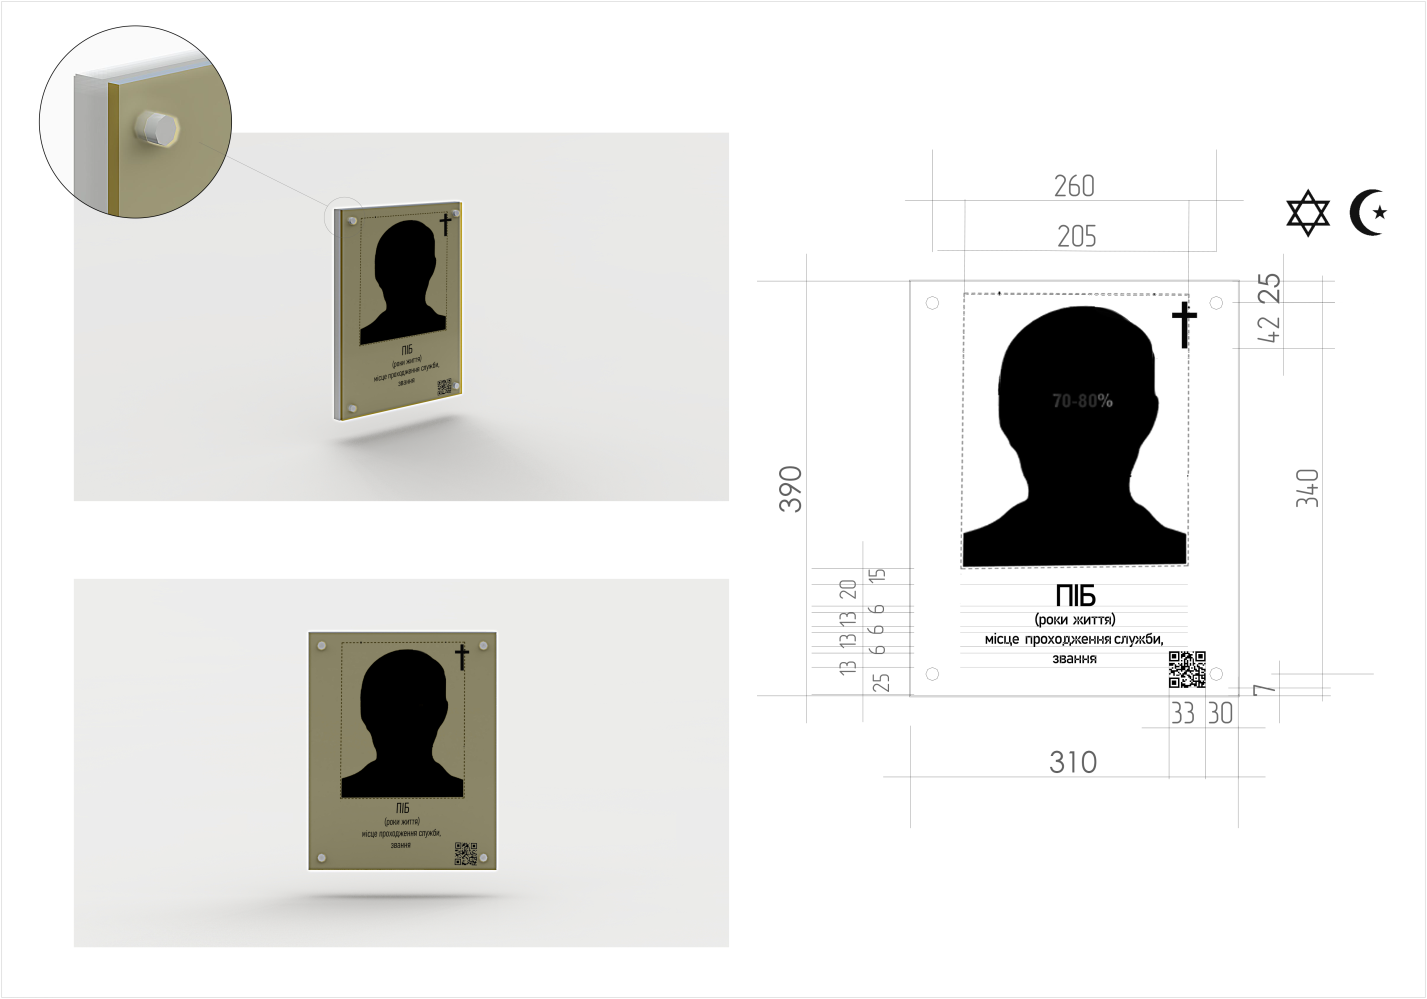 ПІБ
(роки життя)
місце проходження служби,
звання
ПІБ
(роки життя)
місце проходження служби,
звання
260
205
25
42
70-80%
390
340
15
20
6
13
6
13
6
13
25
ПІБ
(роки життя)
місце проходження служби,
звання
7
33
30
310